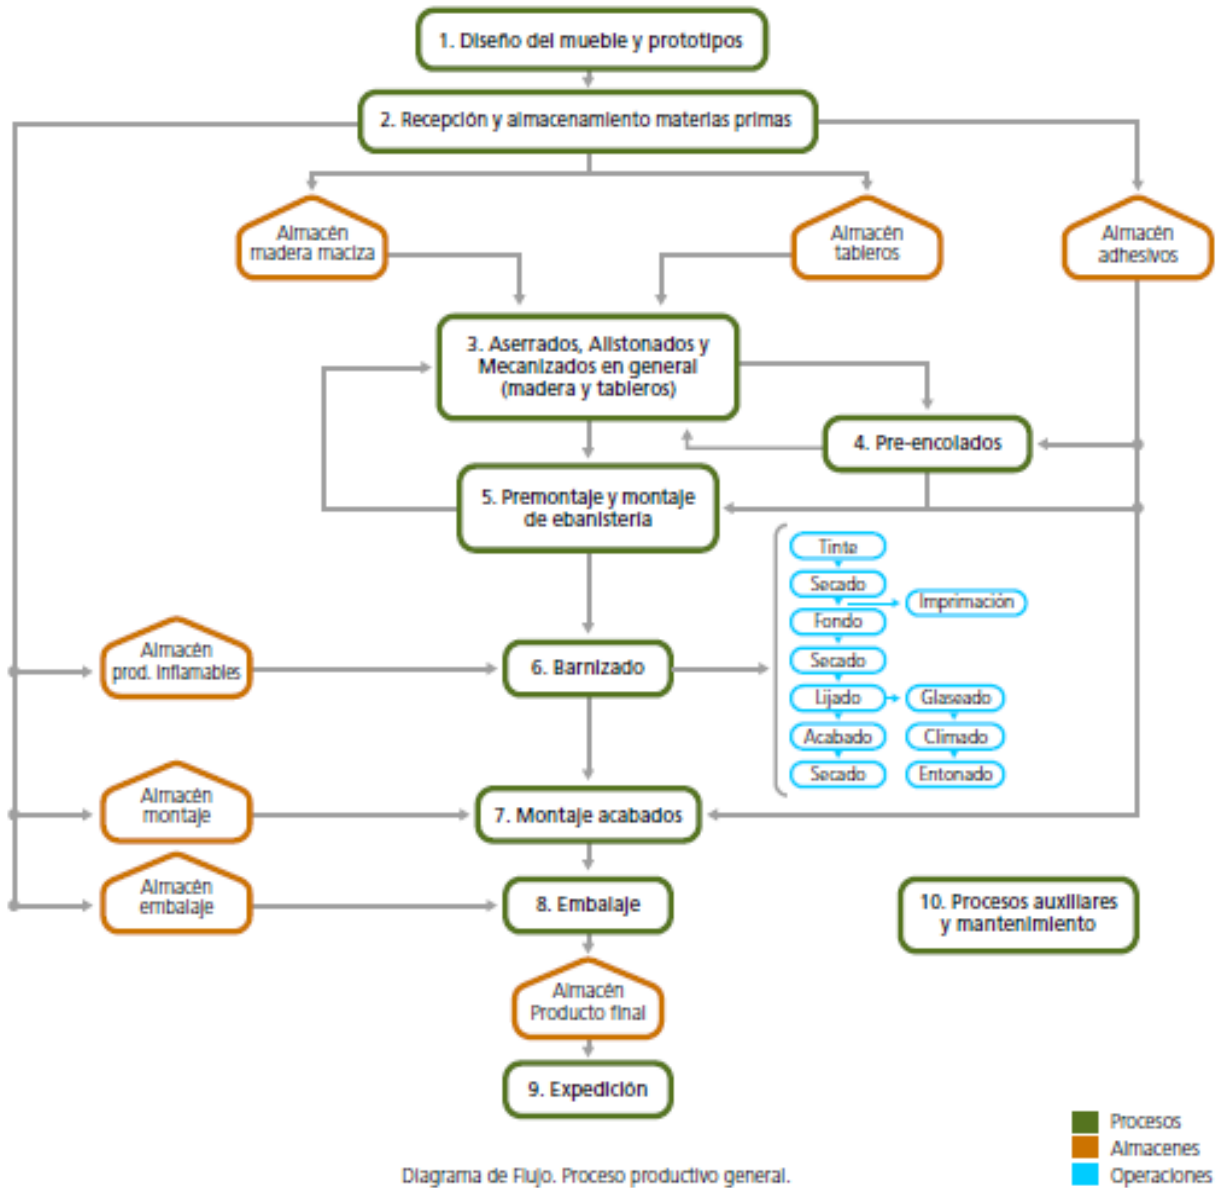 1. Diseño del mueble y prototipos
2. Recepción y almacenamiento materias primas
Almacén
madera maciza
Almacén
tableros
Almacén
adhesivos
3. Aserrados, Alistonados y
Mecanizados en general
(madera y tableros)
4. Pre-encolados
5. Premontaje y montaje
de ebanistería
Tinte
Secado
Imprimación
Fondo
Secado
Lijado
Glaseado
Acabado
Climado
Secado
Entonado
Almacén
prod. inflamables
6. Barnizado
Almacén
montaje
7. Montaje acabados
Almacén
embalaje
8. Embalaje
10. Procesos auxiliares
y mantenimiento
Almacén
Producto final
9. Expedición
Procesos
Almacenes
Operaciones
Diagrama de Flujo. Proceso productivo general.